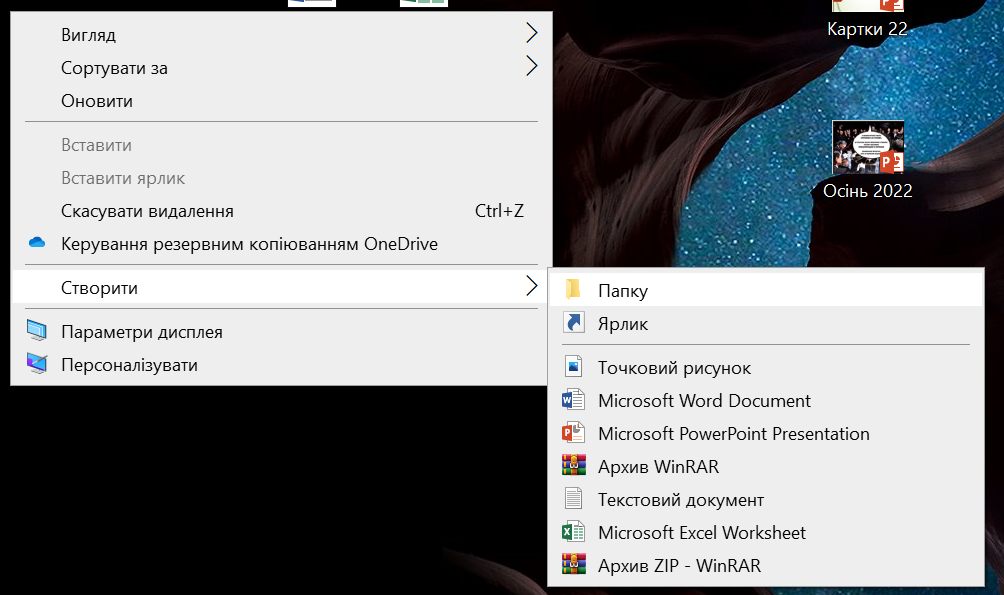 Картки 22
Осінь 2022
Вигляд
Сортувати за
Оновити
Вставити
Вставити ярлик
Скасувати видалення Ctrl+Z
Керування резервним копіюванням OneDrive
Створити
Параметри дисплея
Персоналізувати
Папку
Ярлик
Точковий рисунок
Microsoft Word Document
Microsoft PowerPoint Presentation
Архив WinRAR
Текстовий документ
Microsoft Excel Worksheet
Архив ZIP - WinRAR